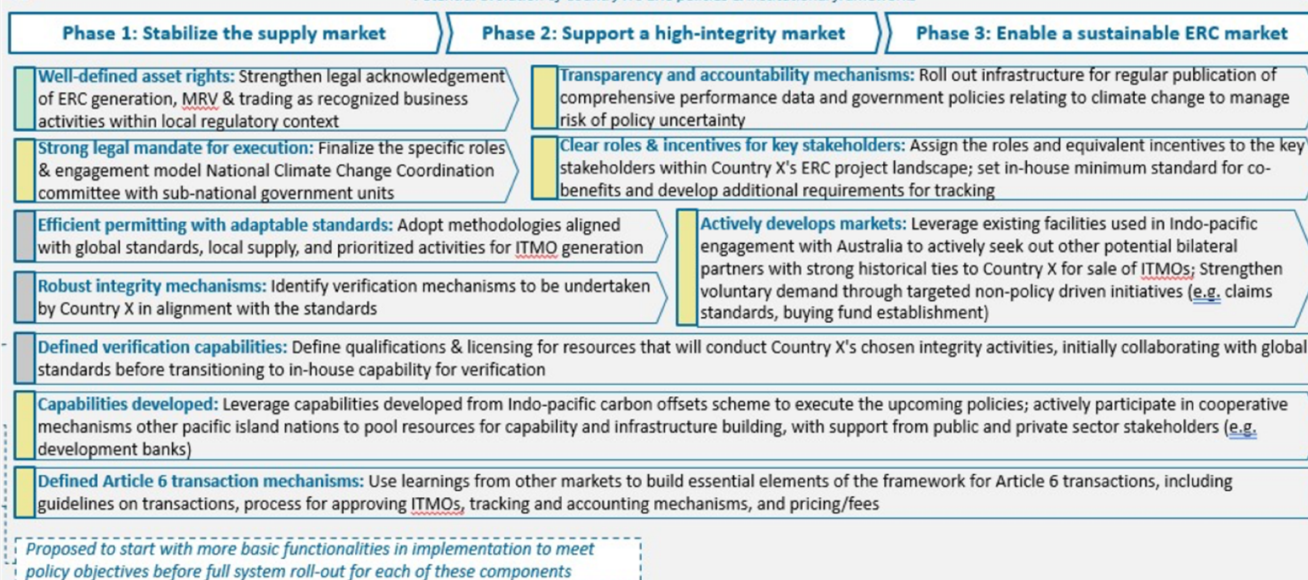 Phase 1: Stabilize the supply market
Phase 2: Support a high-integrity market
Phase 3: Enable a sustainable ERC market
Well-defined asset rights: Strengthen legal acknowledgement
of ERC generation, MRV & trading as recognized business
activities within local regulatory context
Transparency and accountability mechanisms: Roll out infrastructure for regular publication of
comprehensive performance data and government policies relating to climate change to manage
risk of policy uncertainty
Strong legal mandate for execution: Finalize the specific roles
& engagement model National Climate Change Coordination
committee with sub-national government units
Clear roles & incentives for key stakeholders: Assign the roles and equivalent incentives to the key
stakeholders within Country X's ERC project landscape; set in-house minimum standard for co-
benefits and develop additional requirements for tracking
Efficient permitting with adaptable standards: Adopt methodologies aligned
with global standards, local supply, and prioritized activities for ITMO generation
Robust integrity mechanisms: Identify verification mechanisms to be undertaken
by Country X in alignment with the standards
Actively develops markets: Leverage existing facilities used in Indo-pacific
engagement with Australia to actively seek out other potential bilateral
partners with strong historical ties to Country X for sale of ITMOs; Strengthen
voluntary demand through targeted non-policy driven initiatives (e.g. claims
standards, buying fund establishment)
Defined verification capabilities: Define qualifications & licensing for resources that will conduct Country X's chosen integrity activities, initially collaborating with global
standards before transitioning to in-house capability for verification
Capabilities developed: Leverage capabilities developed from Indo-pacific carbon offsets scheme to execute the upcoming policies; actively participate in cooperative
mechanisms other pacific island nations to pool resources for capability and infrastructure building, with support from public and private sector stakeholders (e.g.
development banks)
Defined Article 6 transaction mechanisms: Use learnings from other markets to build essential elements of the framework for Article 6 transactions, including
guidelines on transactions, process for approving ITMOs, tracking and accounting mechanisms, and pricing/fees
Proposed to start with more basic functionalities in implementation to meet
policy objectives before full system roll-out for each of these components